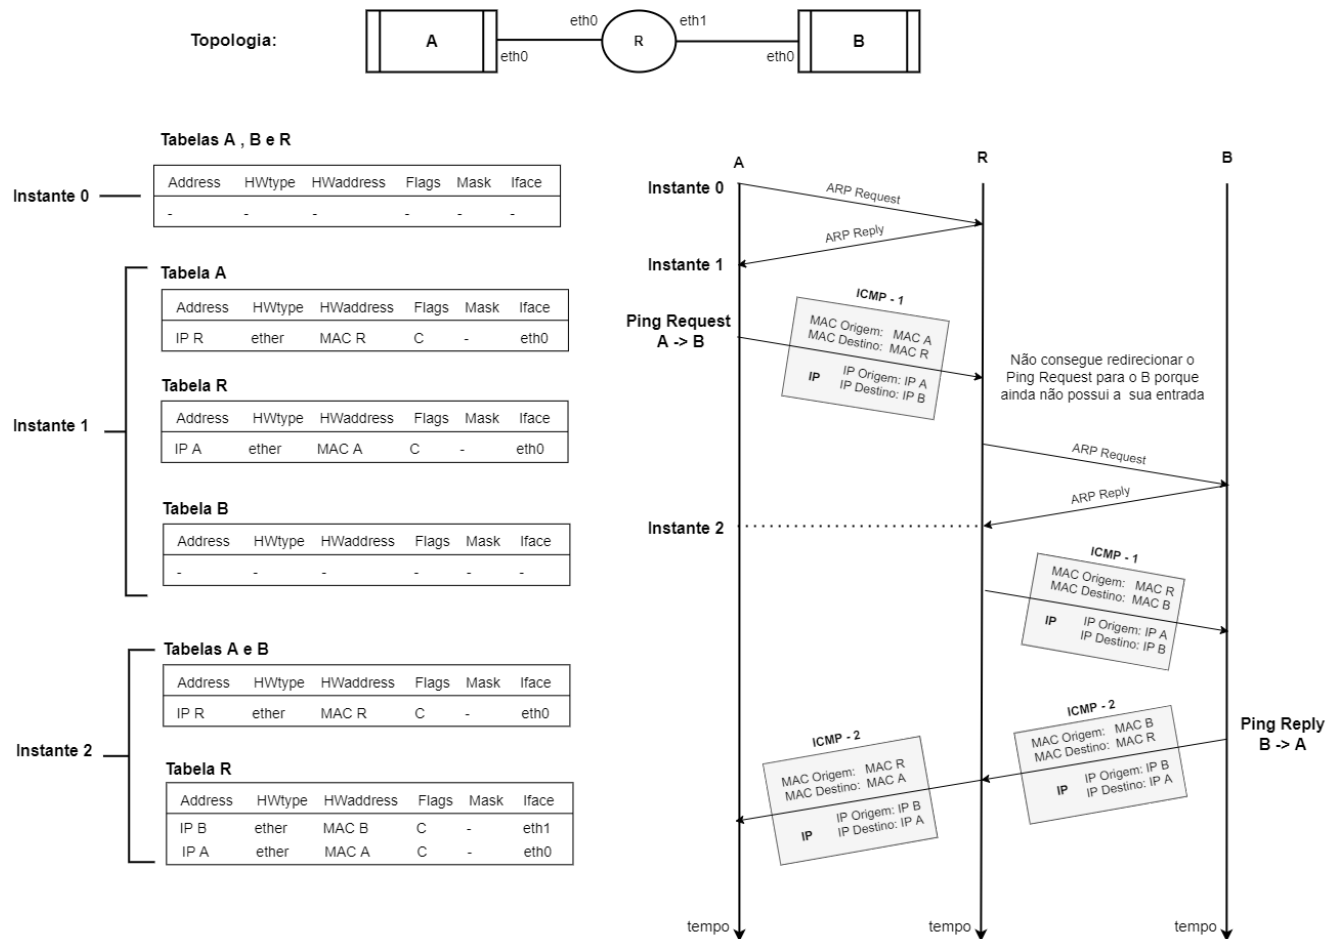 Topologia:
A
eth0
eth0
R
eth1
eth0
B
Tabelas A , B e R
Instante 0
Address HWtype HWaddress Flags Mask Iface
- - - - - -
Instante 1
Tabela A
Address HWtype HWaddress Flags Mask Iface
IP R ether MAC R C - eth0
Tabela R
Address HWtype HWaddress Flags Mask Iface
IP A ether MAC A C - eth0
Tabela B
Address HWtype HWaddress Flags Mask Iface
- - - - - -
Instante 2
Tabelas A e B
Address HWtype HWaddress Flags Mask Iface
IP R ether MAC R C - eth0
Tabela R
Address HWtype HWaddress Flags Mask Iface
IP B ether MAC B C - eth1
IP A ether MAC A C - eth0
A
R
B
Instante 0
ARP Request
ARP Reply
Instante 1
Ping Request
A -> B
ICMP - 1
MAC Origem: MAC A
MAC Destino: MAC R
IP
IP Origem: IP A
IP Destino: IP B
Não consegue redirecionar o
Ping Request para o B porque
ainda não possui a sua entrada
ARP Request
ARP Reply
Instante 2
ICMP - 1
MAC Origem: MAC R
MAC Destino: MAC B
IP
IP Origem: IP A
IP Destino: IP B
Ping Reply
B -> A
ICMP - 2
MAC Origem: MAC B
MAC Destino: MAC R
IP
IP Origem: IP B
IP Destino: IP A
ICMP - 2
MAC Origem: MAC R
MAC Destino: MAC A
IP
IP Origem: IP B
IP Destino: IP A
tempo
tempo
tempo